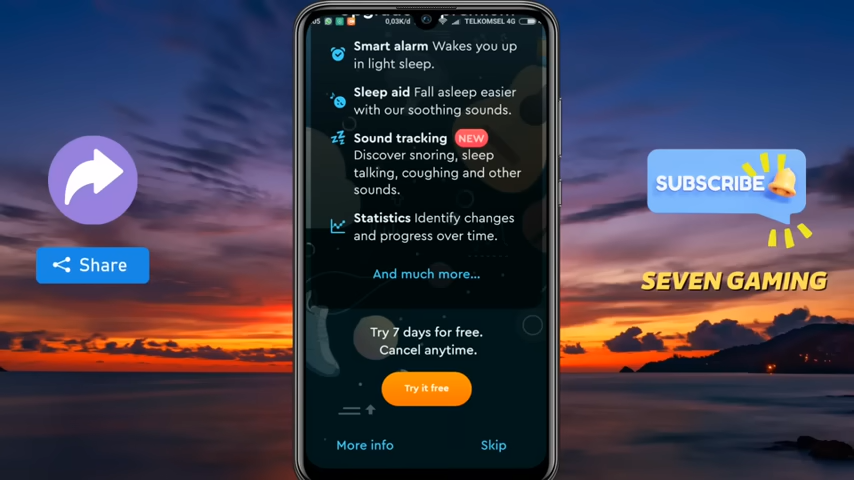 05
0,03K/d
TELKOMSEL 4G
Smart alarm Wakes you up
in light sleep.
Sleep aid Fall asleep easier
with our soothing sounds.
Sound tracking NEW
Discover snoring, sleep
talking, coughing and other
sounds.
Statistics Identify changes
and progress over time.
And much more...
Try 7 days for free.
Cancel anytime.
Try it free
More info
Skip
Share
SUBSCRIBE
SEVEN GAMING